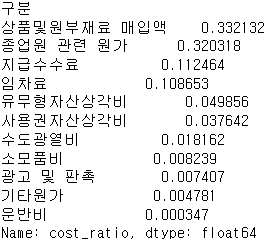 구분
상품및원부재료 매입액 0.332132
종업원 관련 원가 0.320318
지급수수료 0.112464
임차료 0.108653
유무형자산상각비 0.049856
사용권자산상각비 0.037642
수도광열비 0.018162
소모품비 0.008239
광고 및 판촉 0.007407
기타원가 0.004781
운반비 0.000347
Name: cost_ratio, dtype: float64